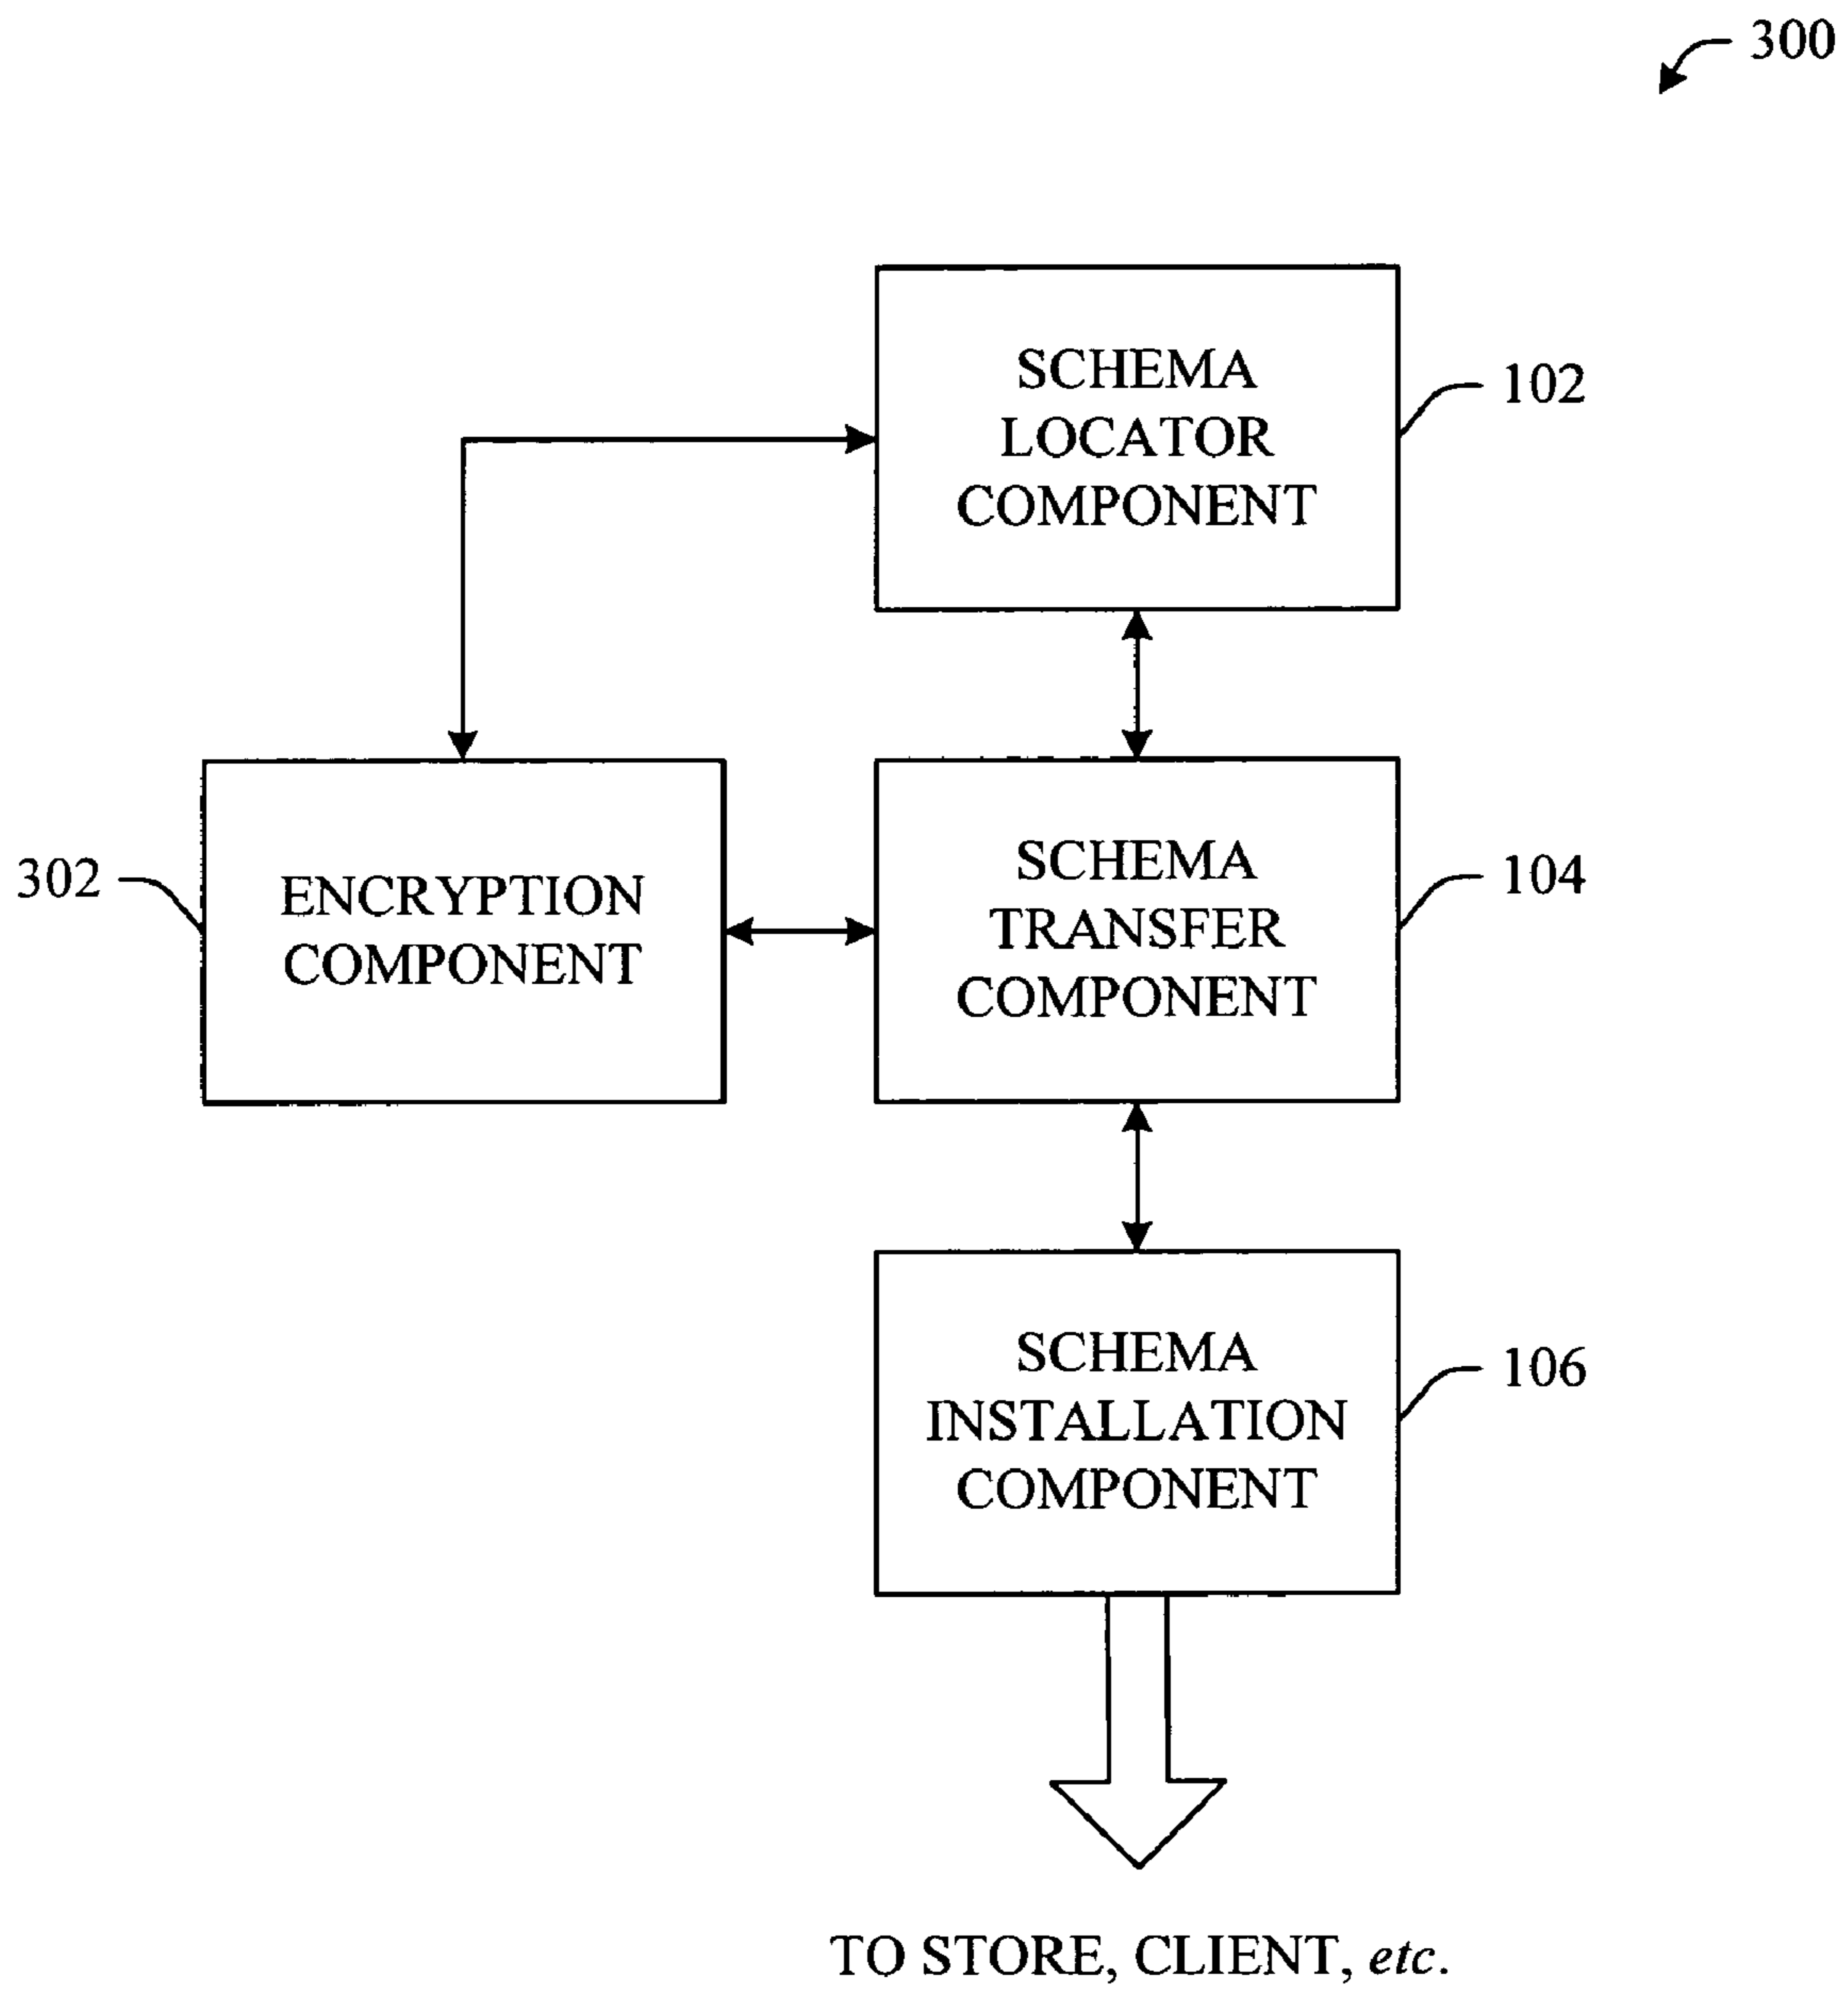 300
SCHEMA
LOCATOR
COMPONENT
102
302
ENCRYPTION
COMPONENT
SCHEMA
TRANSFER
COMPONENT
104
SCHEMA
INSTALLATION
COMPONENT
106
TO STORE, CLIENT, etc.